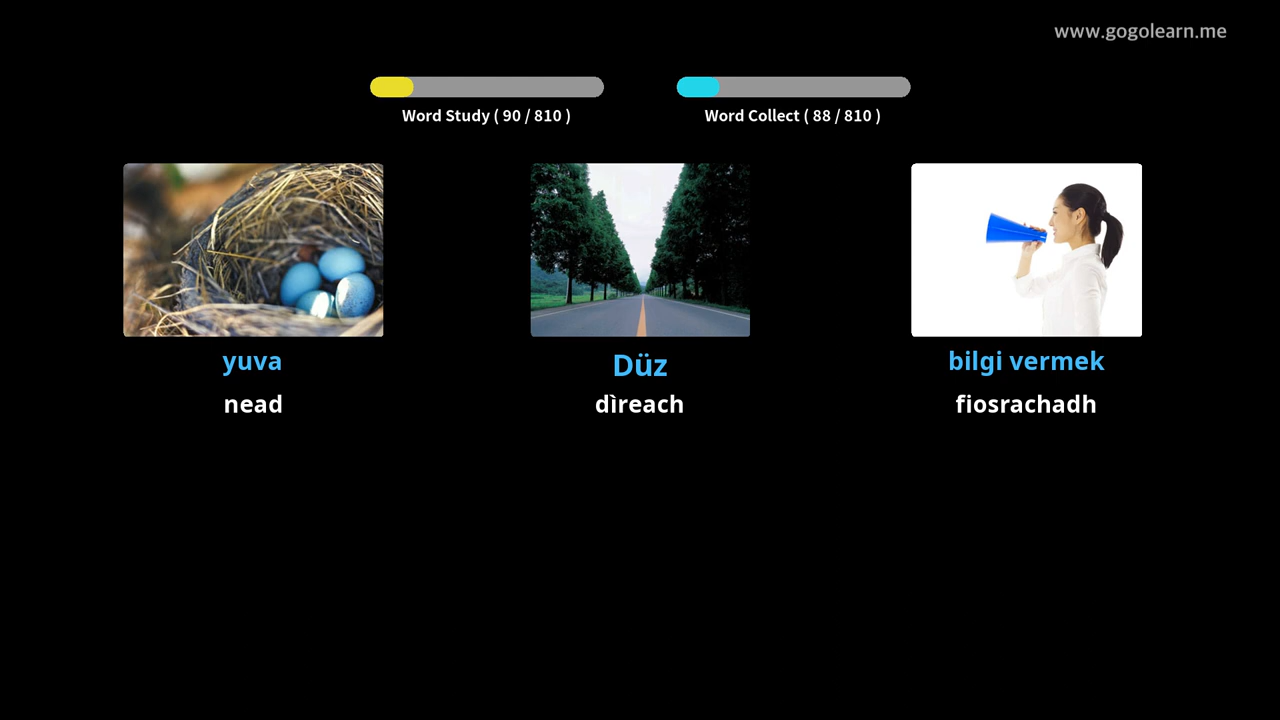 www.gogolearn.me
Word Study ( 90 / 810 )
Word Collect ( 88 / 810 )
yuva
nead
Düz
dìreach
bilgi vermek
fiosrachadh